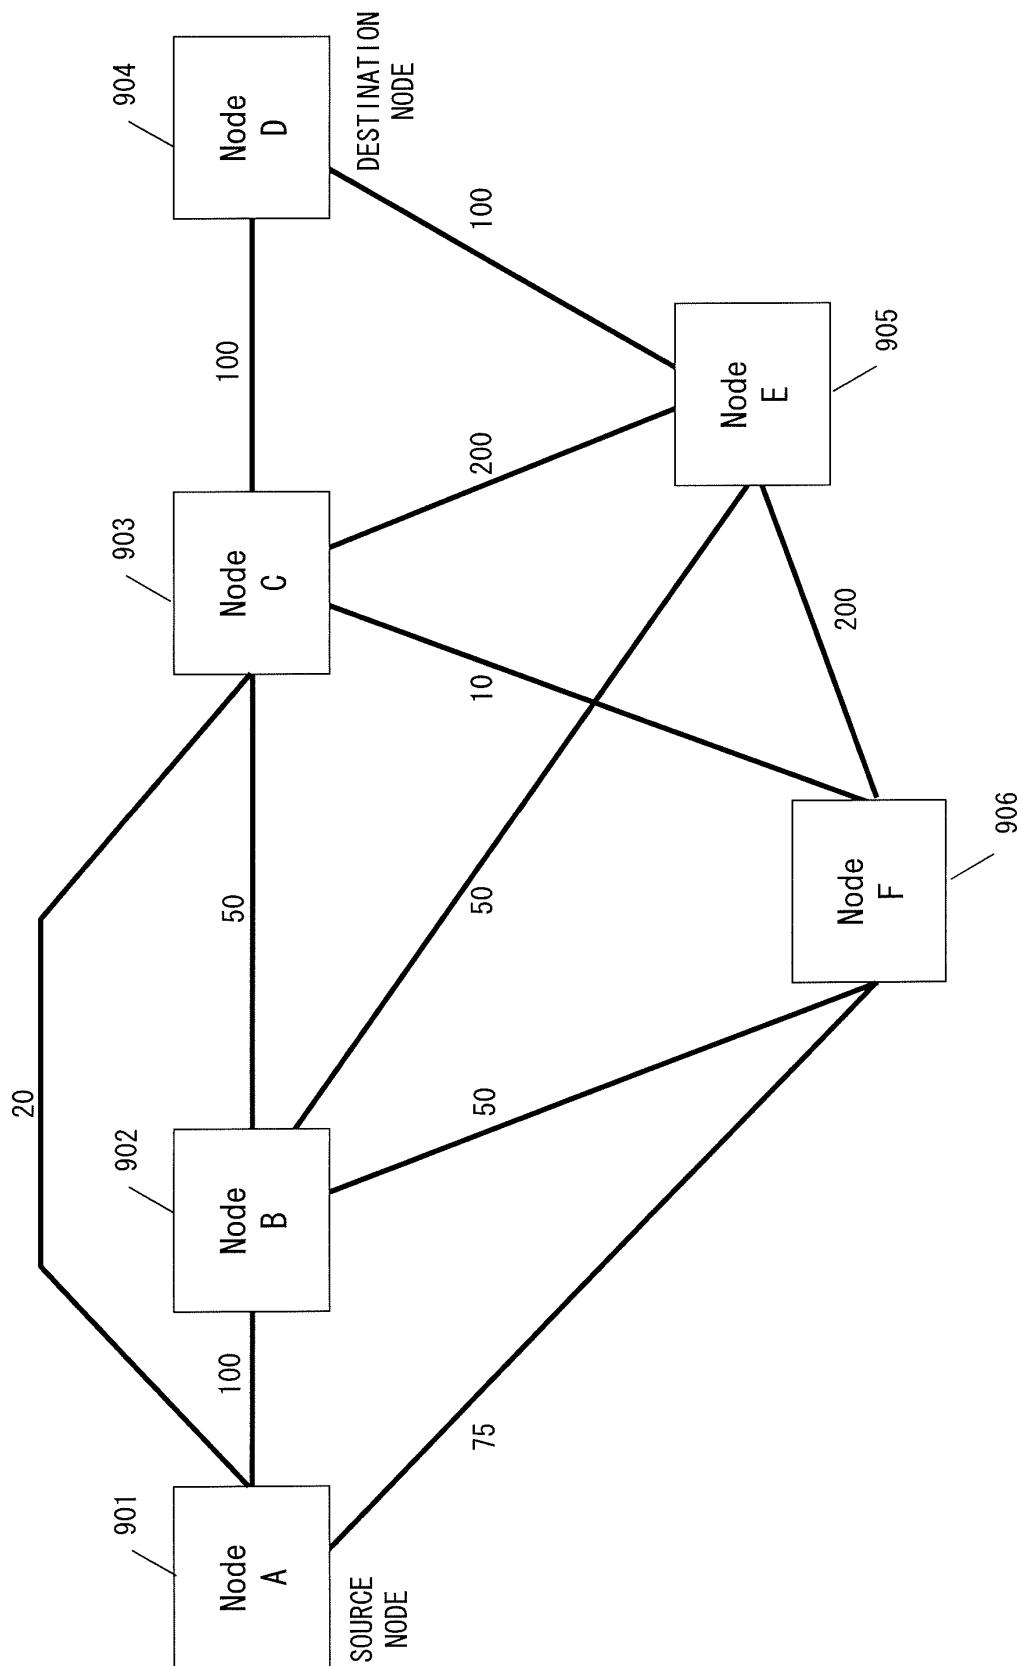 20
901
Node
A
SOURCE
NODE
100
902
Node
B
50
903
Node
C
100
904
Node
D
DESTINATION
NODE
75
50
50
10
200
100
Node
F
906
200
Node
E
905